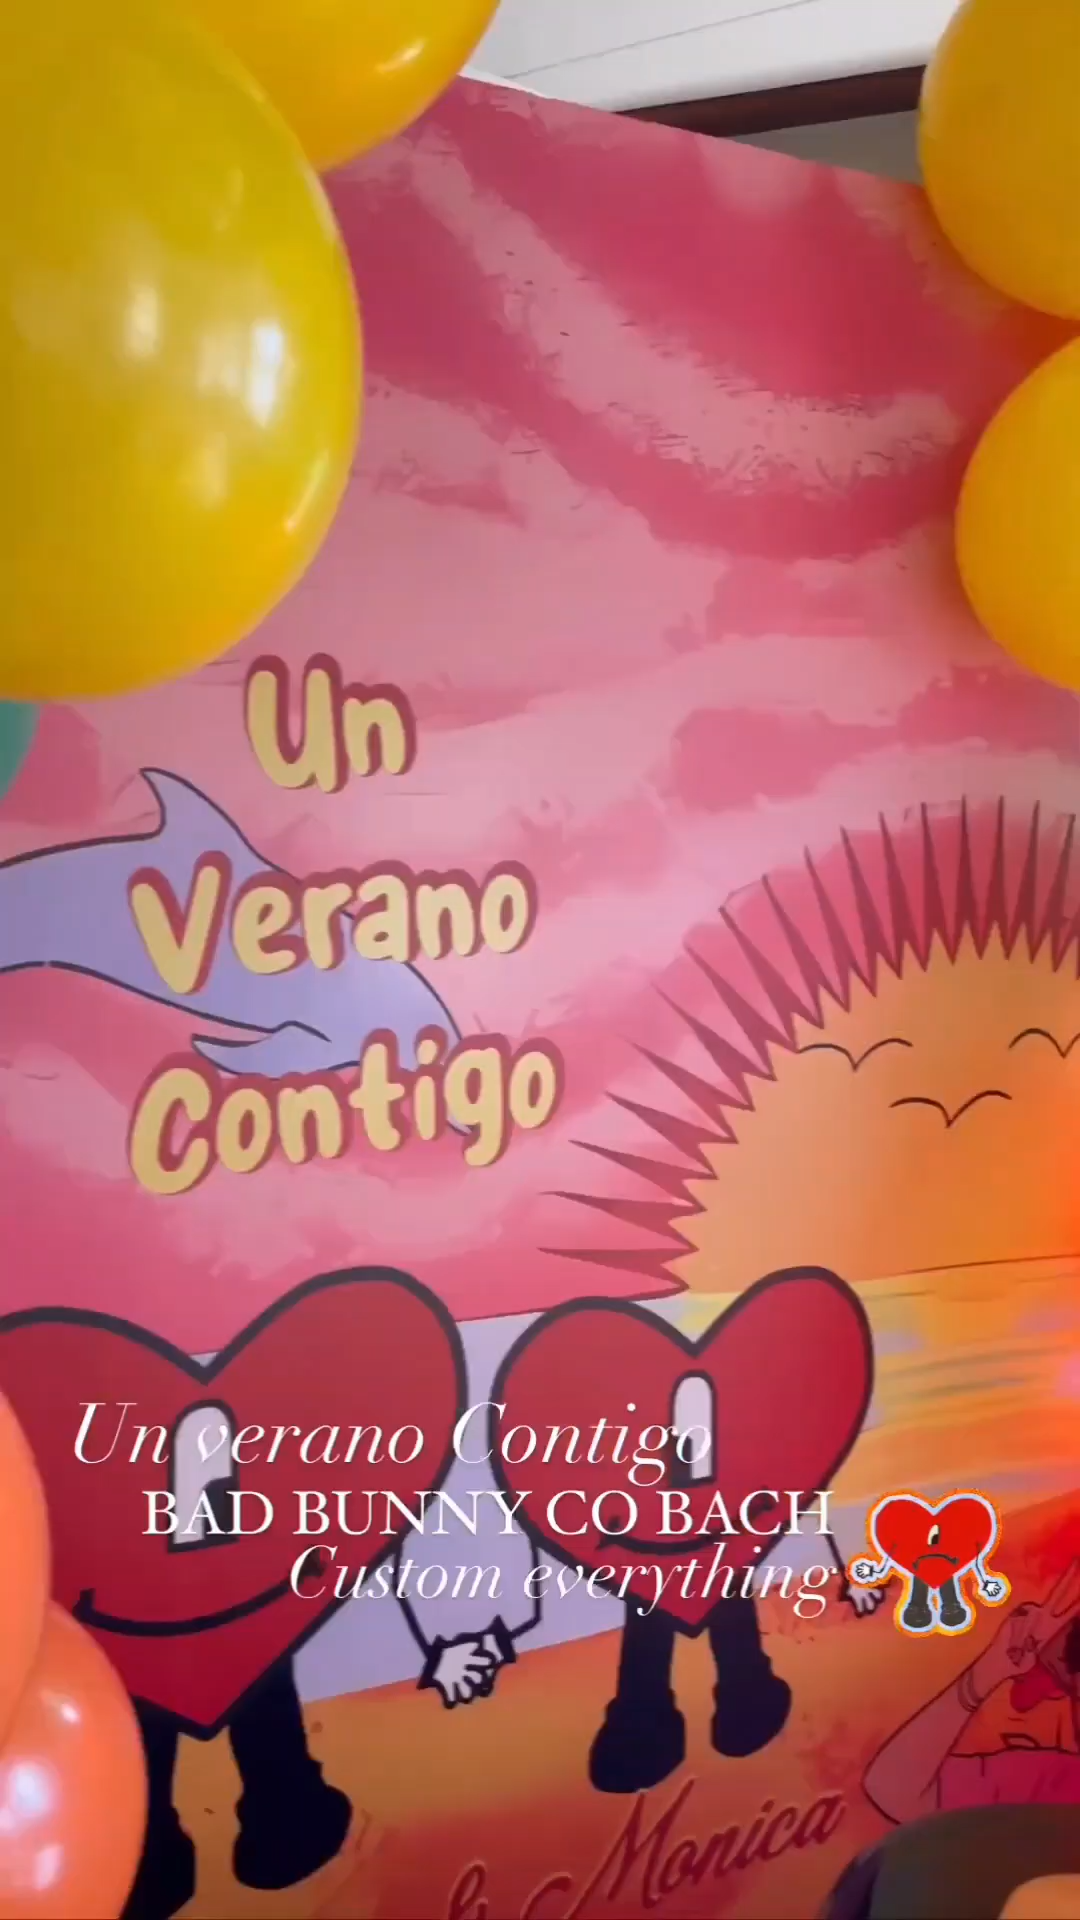 Un
Verano
Contigo
Un verano Contigo
BAD BUNNY CO BACH
Custom everything
& Monica